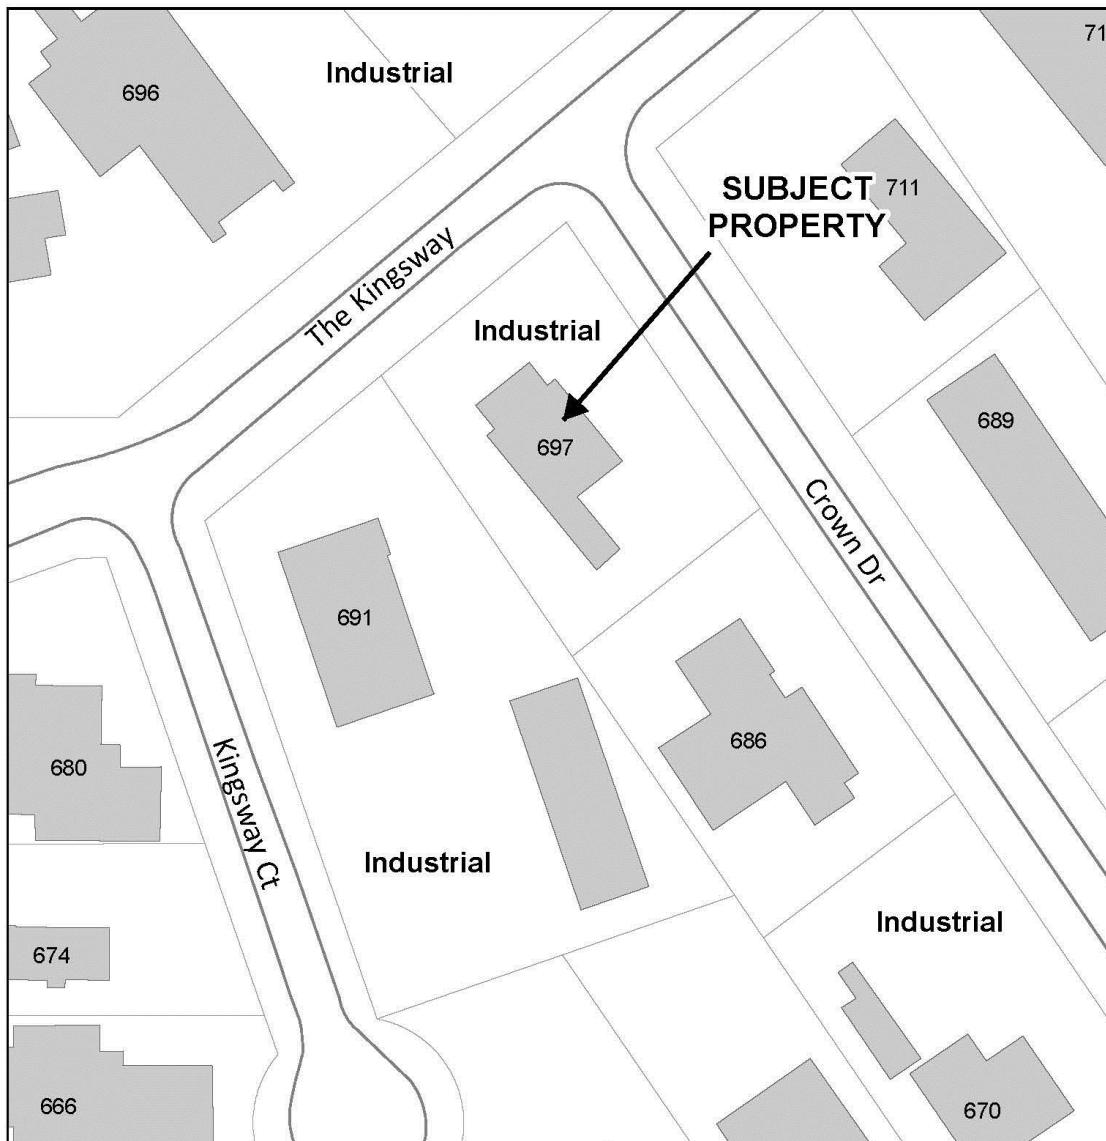 71
Industrial
696
SUBJECT
PROPERTY
711
The Kingsway
Industrial
697
689
Crown Dr
691
686
Kingsway Ct
680
Industrial
Industrial
674
666
670